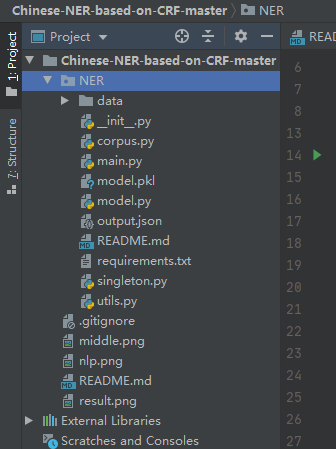 Chinese-NER-based-on-CRF-master NER
1: Project
7: Structure
Project
READ
Chinese-NER-based-on-CRF-master
NER
data
__init__.py
corpus.py
main.py
model.pkl
model.py
output.json
README.md
requirements.txt
singleton.py
utils.py
.gitignore
middle.png
nlp.png
README.md
result.png
External Libraries
Scratches and Consoles
6
7
8
13
14
15
16
17
18
19
20
21
22
23
24
25
26
27